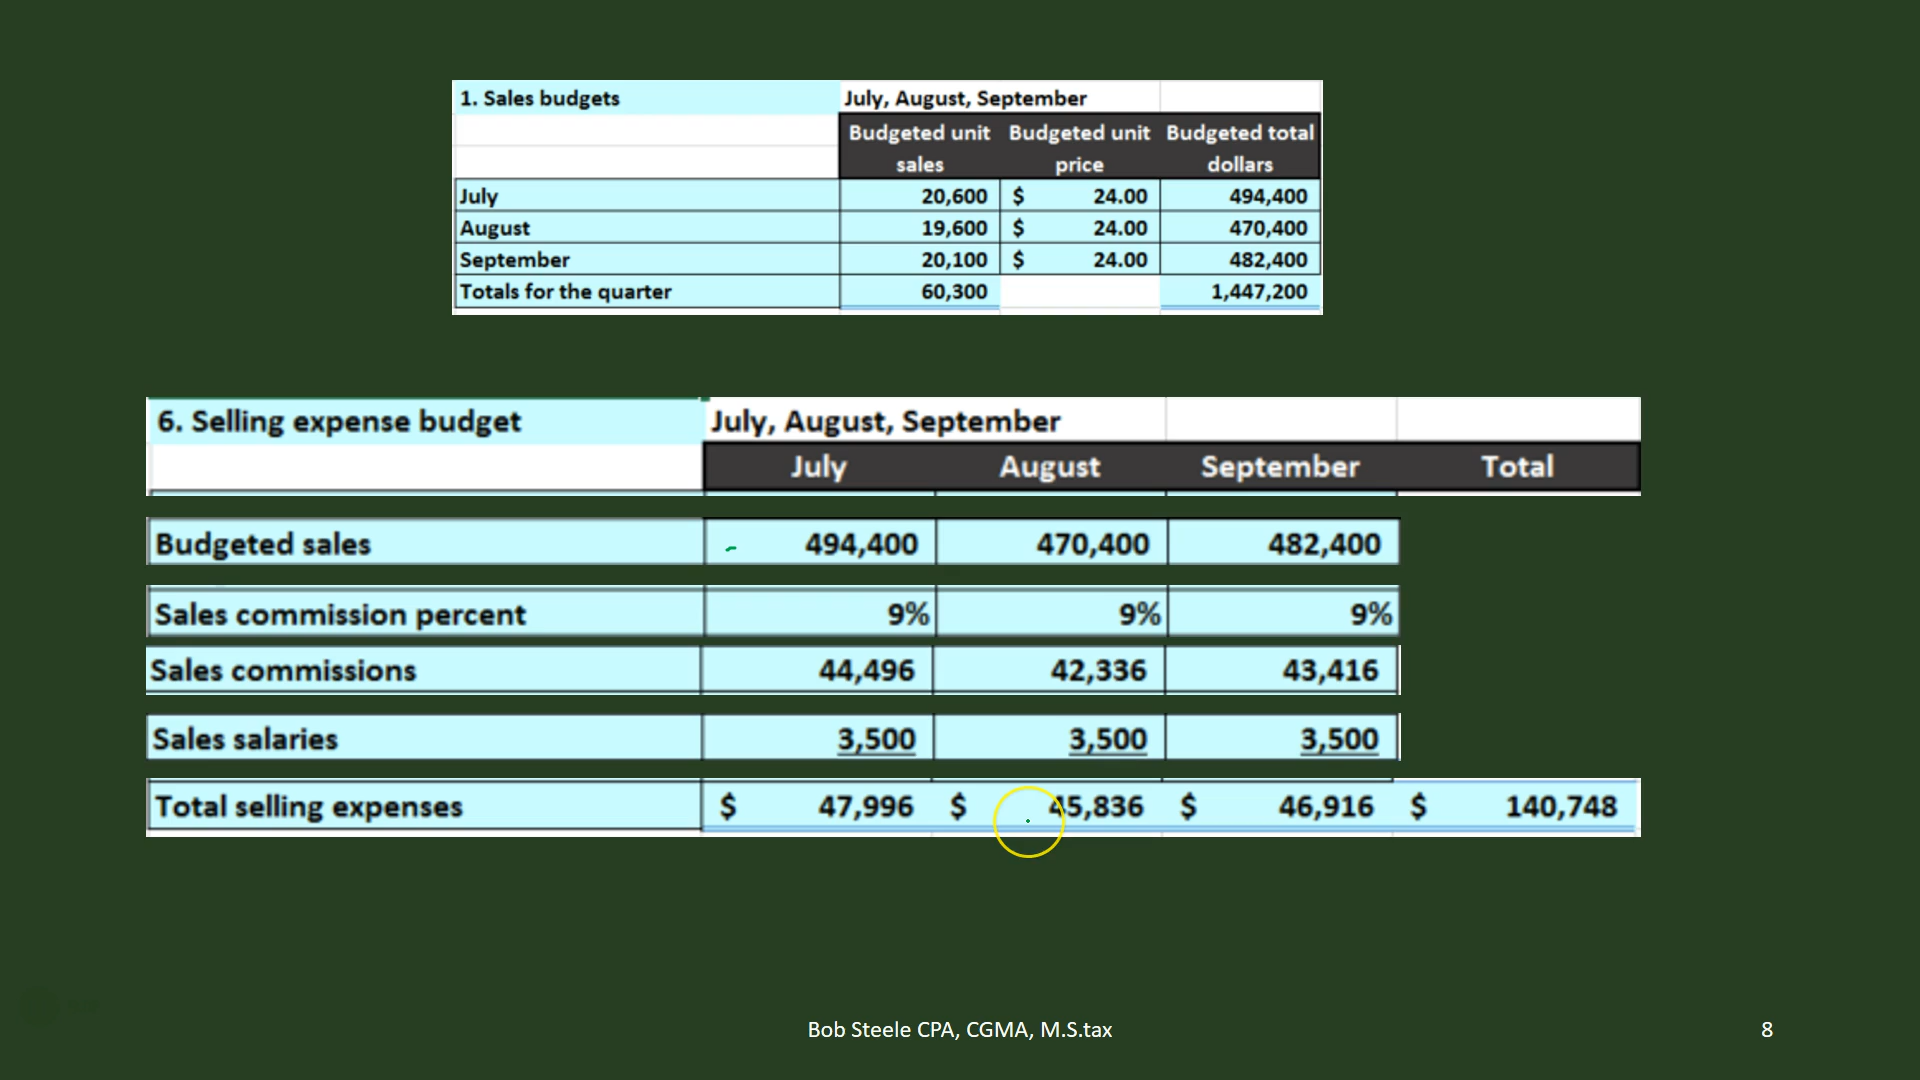 1. Sales budgets July, August, September
Budgeted unit sales Budgeted unit price Budgeted total dollars
July 20,600 $ 24.00 494,400
August 19,600 $ 24.00 470,400
September 20,100 $ 24.00 482,400
Totals for the quarter 60,300 1,447,200
6. Selling expense budget July, August, September
July August September Total
Budgeted sales 494,400 470,400 482,400
Sales commission percent 9% 9% 9%
Sales commissions 44,496 42,336 43,416
Sales salaries 3,500 3,500 3,500
Total selling expenses $ 47,996 $ 45,836 $ 46,916 $ 140,748
Bob Steele CPA, CGMA, M.S.tax 8